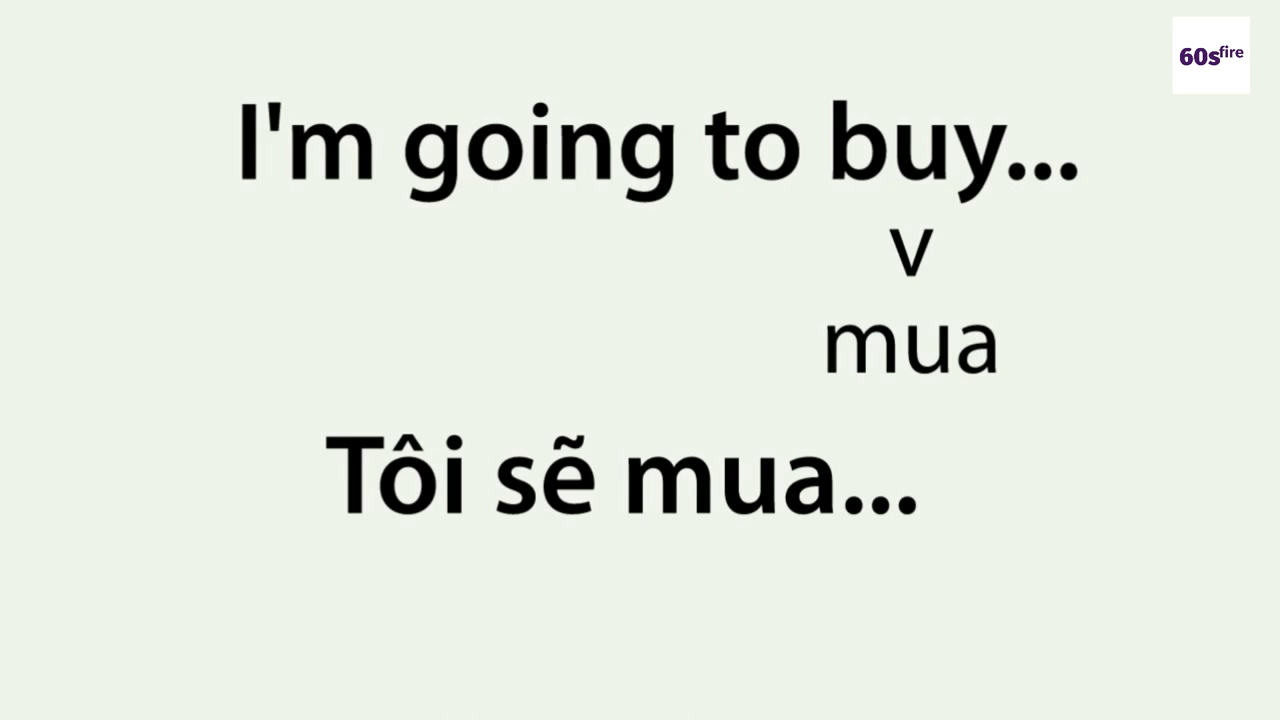 60sfire
I'm going to buy...
v
mua
Tôi sẽ mua...